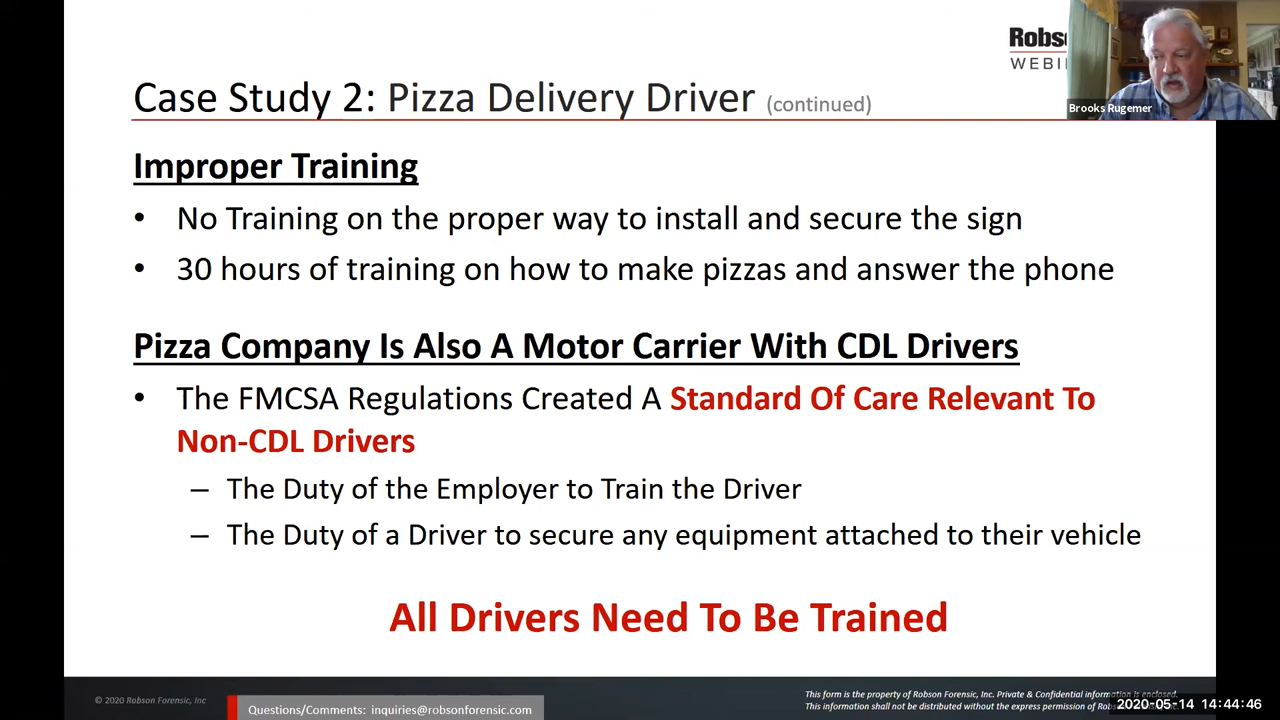 Robs
WEBI
Brooks Rugemer
Case Study 2: Pizza Delivery Driver (continued)
Improper Training
• No Training on the proper way to install and secure the sign
• 30 hours of training on how to make pizzas and answer the phone
Pizza Company Is Also A Motor Carrier With CDL Drivers
• The FMCSA Regulations Created A Standard Of Care Relevant To
Non-CDL Drivers
– The Duty of the Employer to Train the Driver
– The Duty of a Driver to secure any equipment attached to their vehicle
All Drivers Need To Be Trained
© 2020 Robson Forensic, Inc
Questions/Comments: inquiries@robsonforensic.com
This form is the property of Robson Forensic, Inc. Private & Confidential information is enclosed.
This information shall not be distributed without the express permission of Rob
2020-05-14 14:44:46